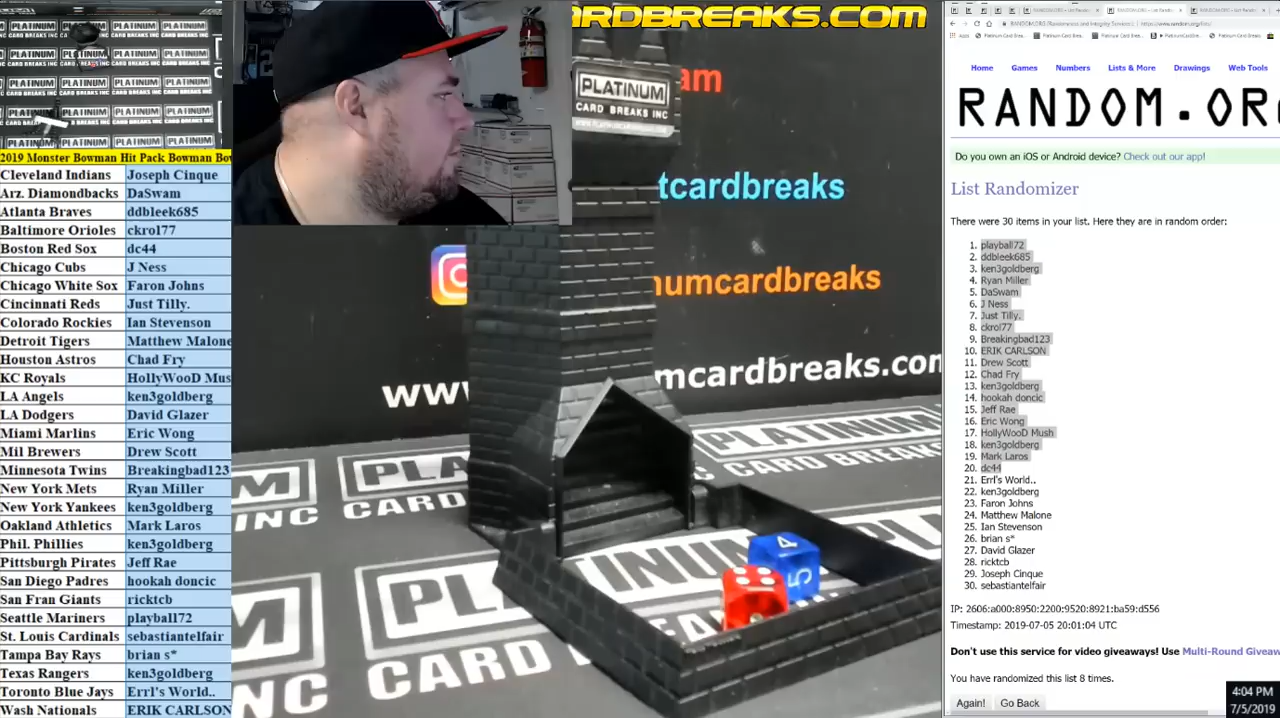 CARDBREAKS.COM
PLATINUM
CARD BREAKS INC
am
tcardbreaks
numcardbreaks
www
mcardbreaks.com
2019 Monster Bowman Hit Pack Bowman Bow
Cleveland Indians Joseph Cinque
Arz. Diamondbacks DaSwam
Atlanta Braves ddbleek685
Baltimore Orioles ckrol77
Boston Red Sox dc44
Chicago Cubs J Ness
Chicago White Sox Faron Johns
Cincinnati Reds Just Tilly.
Colorado Rockies Ian Stevenson
Detroit Tigers Matthew Malone
Houston Astros Chad Fry
KC Royals HollyWooD Mus
LA Angels ken3goldberg
LA Dodgers David Glazer
Miami Marlins Eric Wong
Mil Brewers Drew Scott
Minnesota Twins Breakingbad123
New York Mets Ryan Miller
New York Yankees ken3goldberg
Oakland Athletics Mark Laros
Phil. Phillies ken3goldberg
Pittsburgh Pirates Jeff Rae
San Diego Padres hookah doncic
San Fran Giants ricktcb
Seattle Mariners playball72
St. Louis Cardinals sebastiantelfair
Tampa Bay Rays brian s*
Texas Rangers ken3goldberg
Toronto Blue Jays Errl's World..
Wash Nationals ERIK CARLSON
PLATINUM
CARD BREAKS
4
5
Home Games Numbers Lists & More Drawings Web Tools
RANDOM.OR
Do you own an iOS or Android device? Check out our app!
List Randomizer
There were 30 items in your list. Here they are in random order:
1. playball72
2. ddbleek685
3. ken3goldberg
4. Ryan Miller
5. DaSwam
6. J Ness
7. Just Tilly.
8. ckrol77
9. Breakingbad123
10. ERIK CARLSON
11. Drew Scott
12. Chad Fry
13. ken3goldberg
14. hookah doncic
15. Jeff Rae
16. Eric Wong
17. HollyWooD Mush
18. ken3goldberg
19. Mark Laros
20. dc44
21. Errl's World..
22. ken3goldberg
23. Faron Johns
24. Matthew Malone
25. Ian Stevenson
26. brian s*
27. David Glazer
28. ricktcb
29. Joseph Cinque
30. sebastiantelfair
IP: 2606:a000:8950:2200:9520:8921:ba59:d556
Timestamp: 2019-07-05 20:01:04 UTC
Don't use this service for video giveaways! Use Multi-Round Giveaw
You have randomized this list 8 times.
Again! Go Back
4:04 PM
7/5/2019